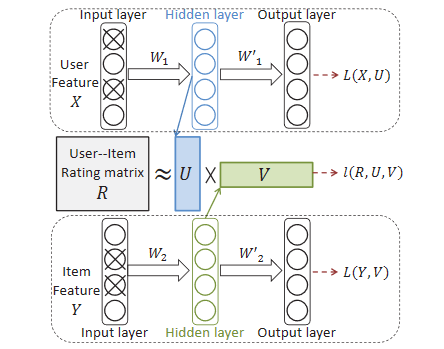 Input layer Hidden layer Output layer
User Feature X
W₁ W'₁
L(X,U)
User--Item Rating matrix R
≈ U × V
l(R,U,V)
Item Feature Y
W₂ W'₂
L(Y,V)
Input layer Hidden layer Output layer